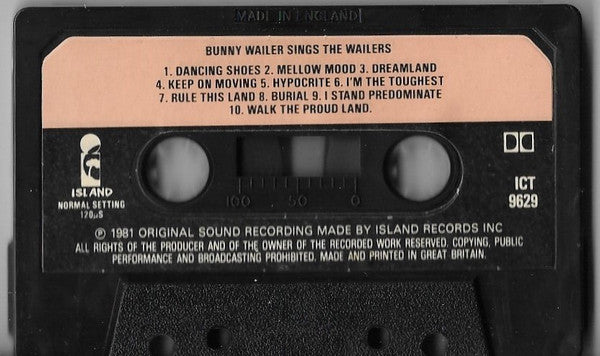 MADE IN ENGLAND
BUNNY WAILER SINGS THE WAILERS
1. DANCING SHOES 2. MELLOW MOOD 3. DREAMLAND
4. KEEP ON MOVING 5. HYPOCRITE 6. I'M THE TOUGHEST
7. RULE THIS LAND 8. BURIAL 9. I STAND PREDOMINATE
10. WALK THE PROUD LAND.
ISLAND
NORMAL SETTING
120µS
100 50 0
ICT
9629
℗ 1981 ORIGINAL SOUND RECORDING MADE BY ISLAND RECORDS INC
ALL RIGHTS OF THE PRODUCER AND OF THE OWNER OF THE RECORDED WORK RESERVED. COPYING, PUBLIC
PERFORMANCE AND BROADCASTING PROHIBITED. MADE AND PRINTED IN GREAT BRITAIN.